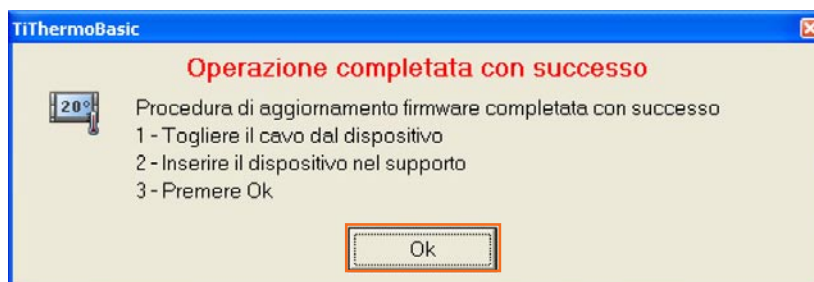 TiThermoBasic
Operazione completata con successo
20°
Procedura di aggiornamento firmware completata con successo
1 - Togliere il cavo dal dispositivo
2 - Inserire il dispositivo nel supporto
3 - Premere Ok
Ok